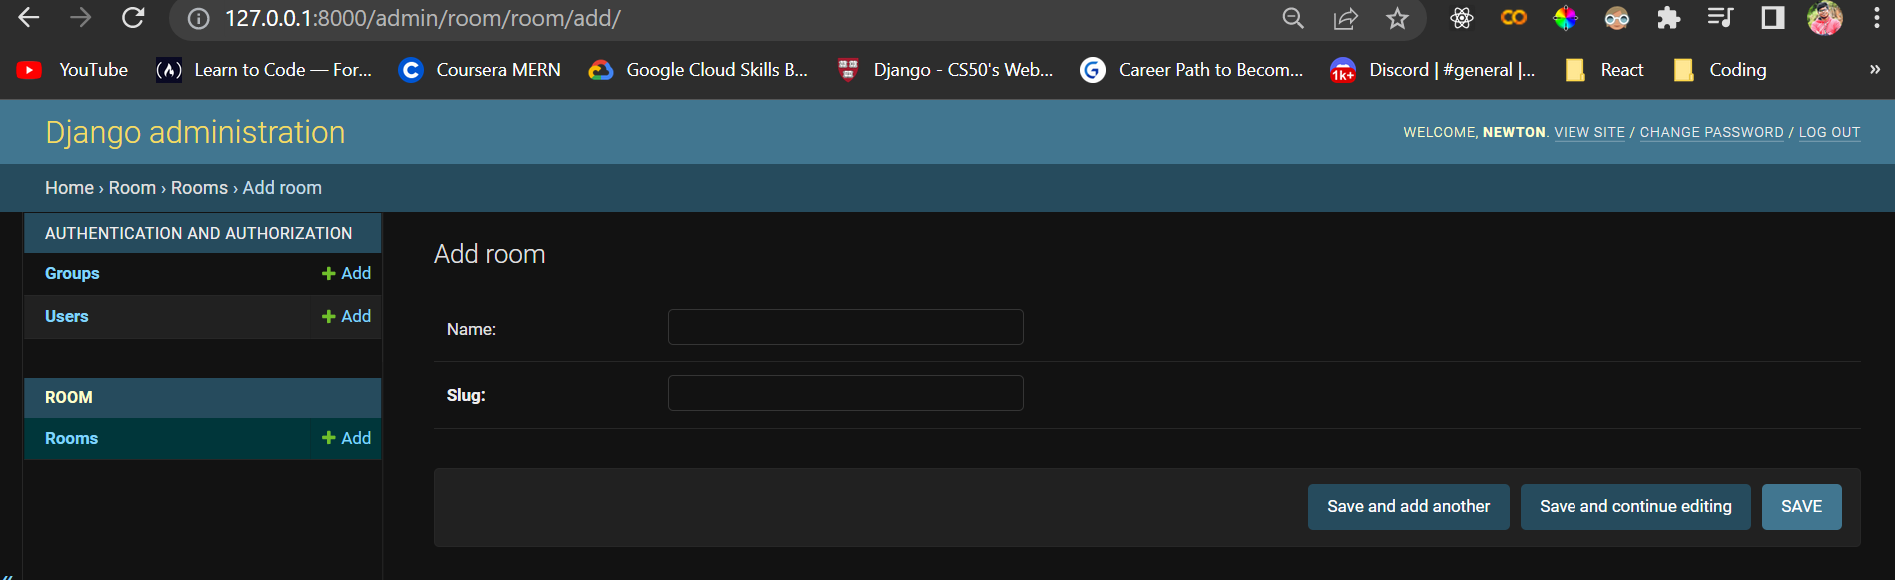 127.0.0.1:8000/admin/room/room/add/
YouTube Learn to Code — For... Coursera MERN Google Cloud Skills B... Django - CS50's Web... Career Path to Becom... 1k+ Discord | #general |... React Coding »
Django administration
WELCOME, NEWTON. VIEW SITE / CHANGE PASSWORD / LOG OUT
Home › Room › Rooms › Add room
AUTHENTICATION AND AUTHORIZATION
Groups + Add
Users + Add
ROOM
Rooms + Add
«
Add room
Name:
Slug:
Save and add another Save and continue editing SAVE